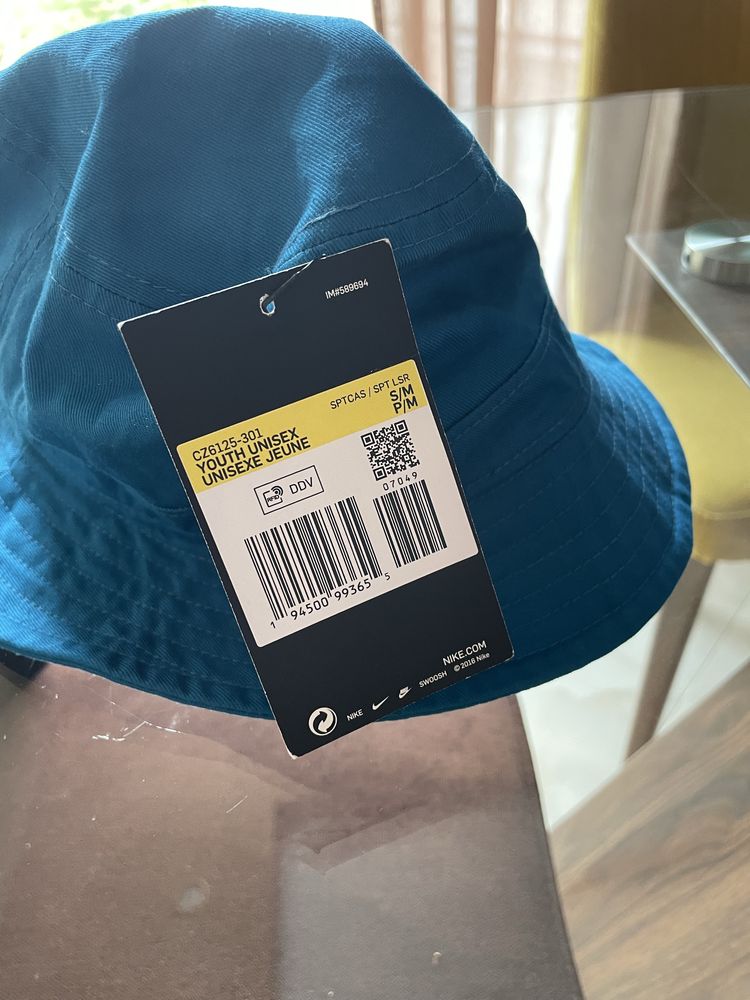 IM#589694
SPTCAS / SPT LSR
CZ6125-301
S/M
YOUTH UNISEX
P/M
UNISEXE JEUNE
RFID DDV
07049
1 94500 99365 5
NIKE.COM
NIKE SWOOSH © 2018 Nike